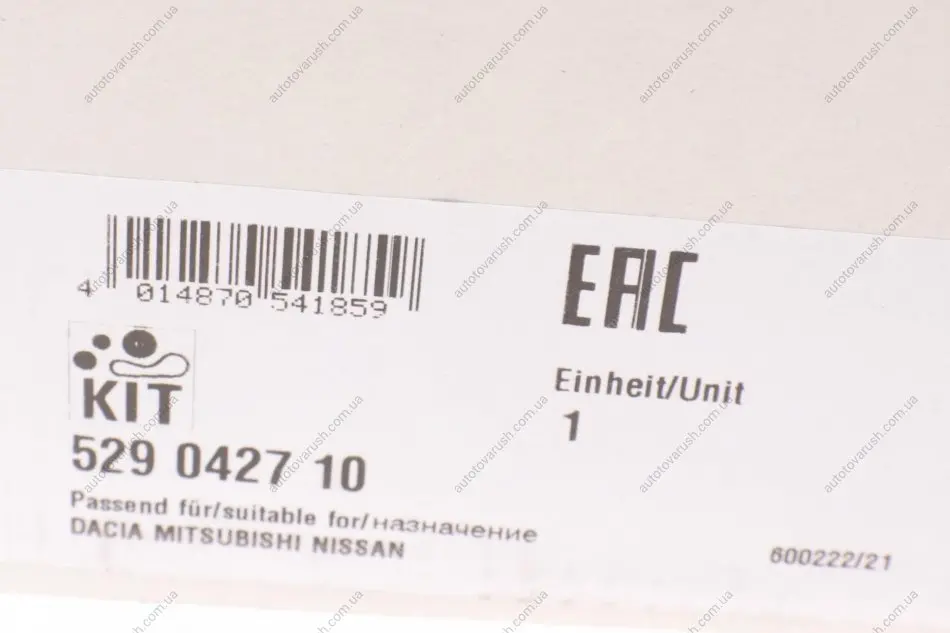 4 014870 541859
EAC
KIT
529 0427 10
Einheit/Unit
1
Passend für/suitable for/назначение
DACIA MITSUBISHI NISSAN
600222/21
autotovarush.com.ua